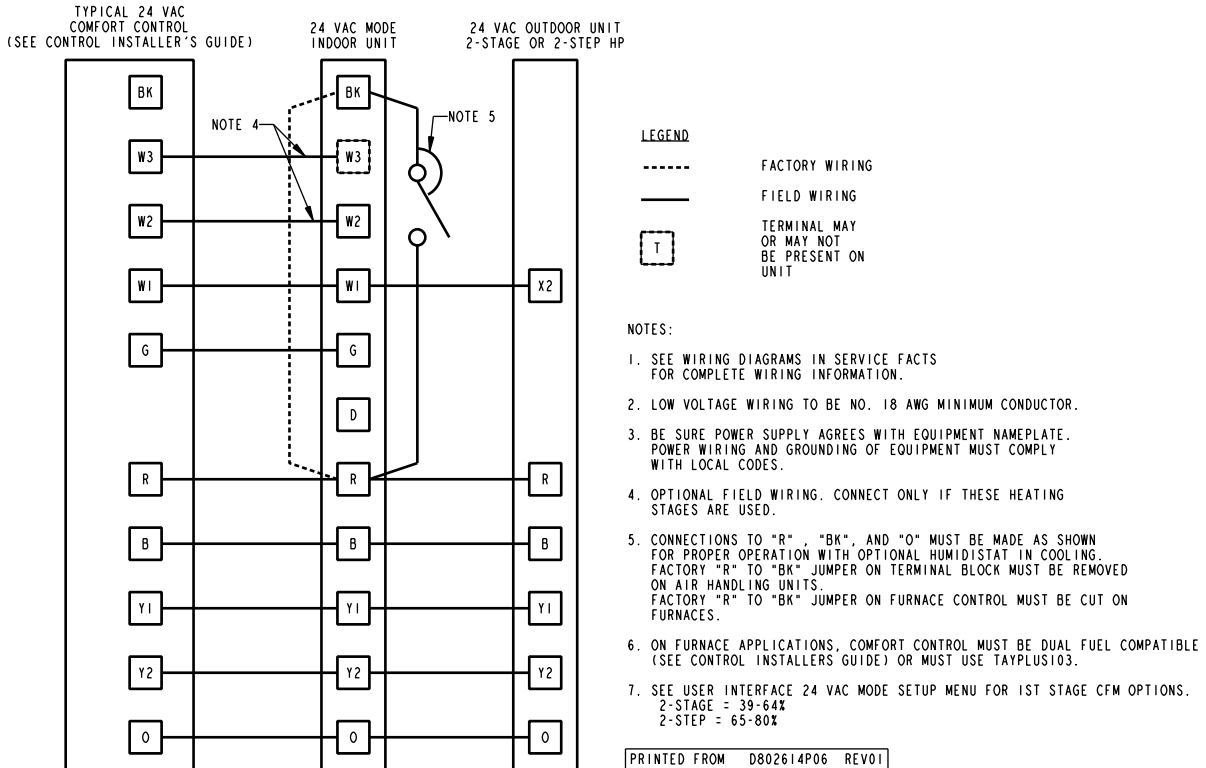 TYPICAL 24 VAC
COMFORT CONTROL
(SEE CONTROL INSTALLER'S GUIDE)
24 VAC MODE
INDOOR UNIT
24 VAC OUTDOOR UNIT
2-STAGE OR 2-STEP HP
BK BK
NOTE 4
NOTE 5
W3 W3
W2 W2
W1 W1 X2
G G
D
R R R
B B B
Y1 Y1 Y1
Y2 Y2 Y2
O O O
LEGEND
FACTORY WIRING
FIELD WIRING
T
TERMINAL MAY
OR MAY NOT
BE PRESENT ON
UNIT
NOTES:
1. SEE WIRING DIAGRAMS IN SERVICE FACTS
FOR COMPLETE WIRING INFORMATION.
2. LOW VOLTAGE WIRING TO BE NO. 18 AWG MINIMUM CONDUCTOR.
3. BE SURE POWER SUPPLY AGREES WITH EQUIPMENT NAMEPLATE.
POWER WIRING AND GROUNDING OF EQUIPMENT MUST COMPLY
WITH LOCAL CODES.
4. OPTIONAL FIELD WIRING. CONNECT ONLY IF THESE HEATING
STAGES ARE USED.
5. CONNECTIONS TO "R" , "BK", AND "O" MUST BE MADE AS SHOWN
FOR PROPER OPERATION WITH OPTIONAL HUMIDISTAT IN COOLING.
FACTORY "R" TO "BK" JUMPER ON TERMINAL BLOCK MUST BE REMOVED
ON AIR HANDLING UNITS.
FACTORY "R" TO "BK" JUMPER ON FURNACE CONTROL MUST BE CUT ON
FURNACES.
6. ON FURNACE APPLICATIONS, COMFORT CONTROL MUST BE DUAL FUEL COMPATIBLE
(SEE CONTROL INSTALLERS GUIDE) OR MUST USE TAYPLUS103.
7. SEE USER INTERFACE 24 VAC MODE SETUP MENU FOR 1ST STAGE CFM OPTIONS.
2-STAGE = 39-64%
2-STEP = 65-80%
PRINTED FROM D802614P06 REV01